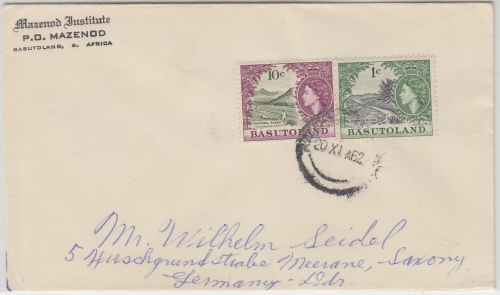 Mazenod Institute
P.O. MAZENOD
BASUTOLAND, S. AFRICA
10c
BASUTOLAND
1c
BASUTOLAND
20 XI 62
Mr. Wilhelm Seidel
5 Hirschgrundstraße Meerane, Saxony
Germany - Ddr.